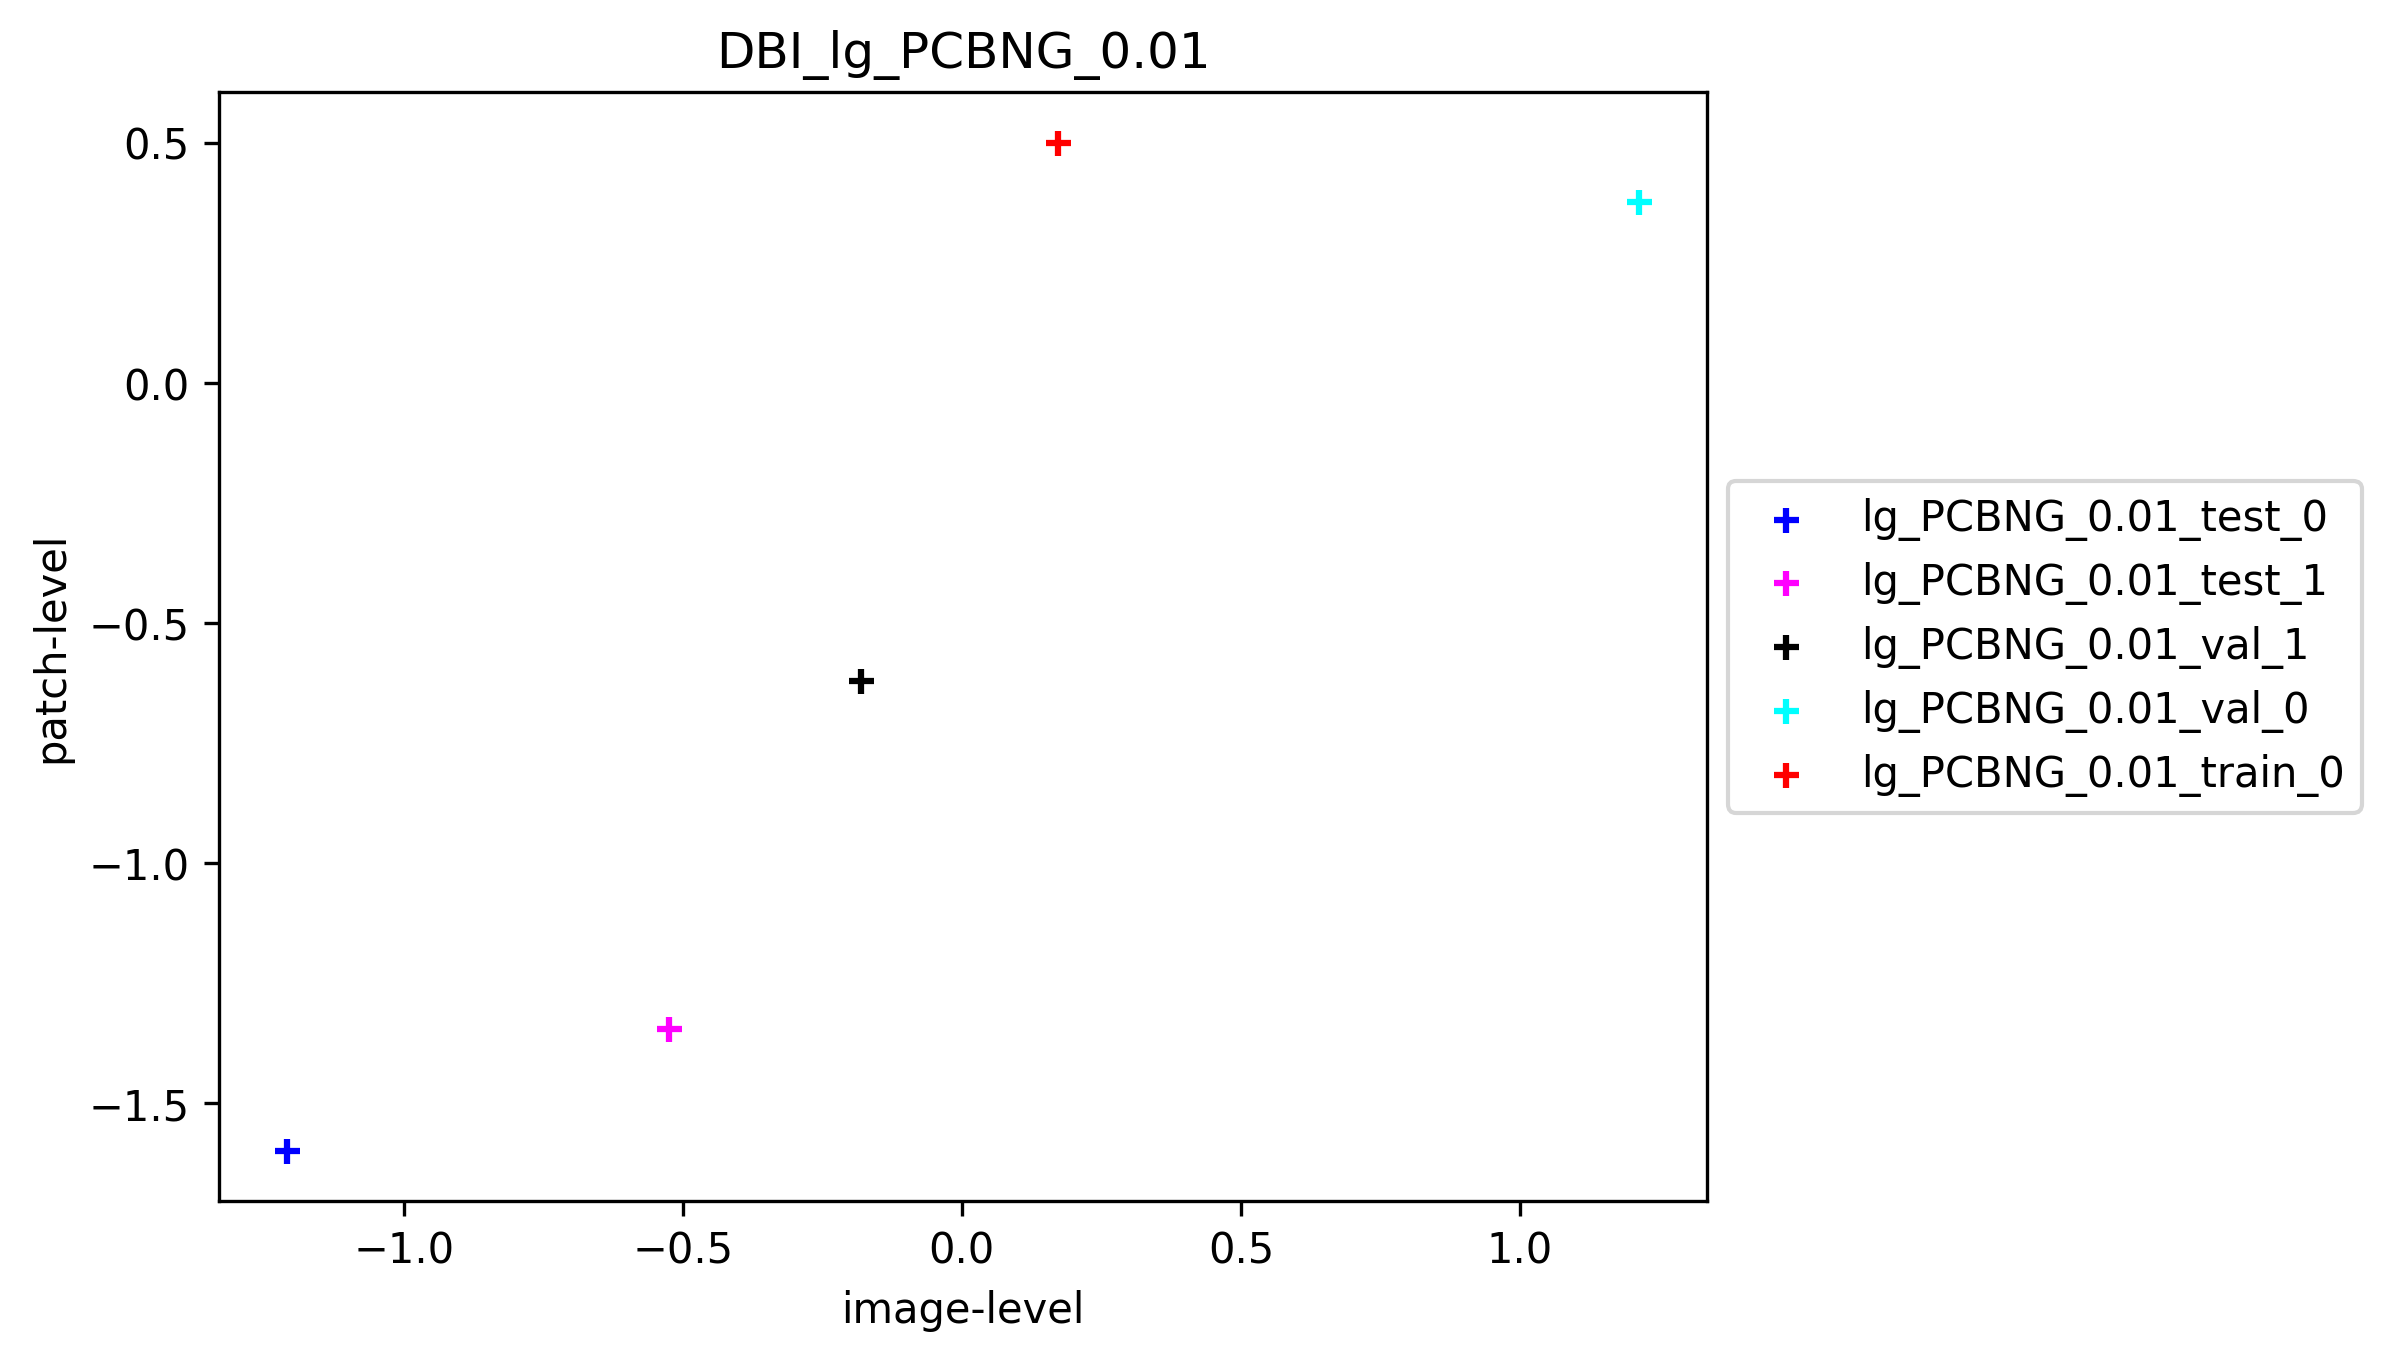 DBI_lg_PCBNG_0.01
0.5
0.0
−0.5
−1.0
−1.5
patch-level
−1.0 −0.5 0.0 0.5 1.0
image-level
lg_PCBNG_0.01_test_0
lg_PCBNG_0.01_test_1
lg_PCBNG_0.01_val_1
lg_PCBNG_0.01_val_0
lg_PCBNG_0.01_train_0